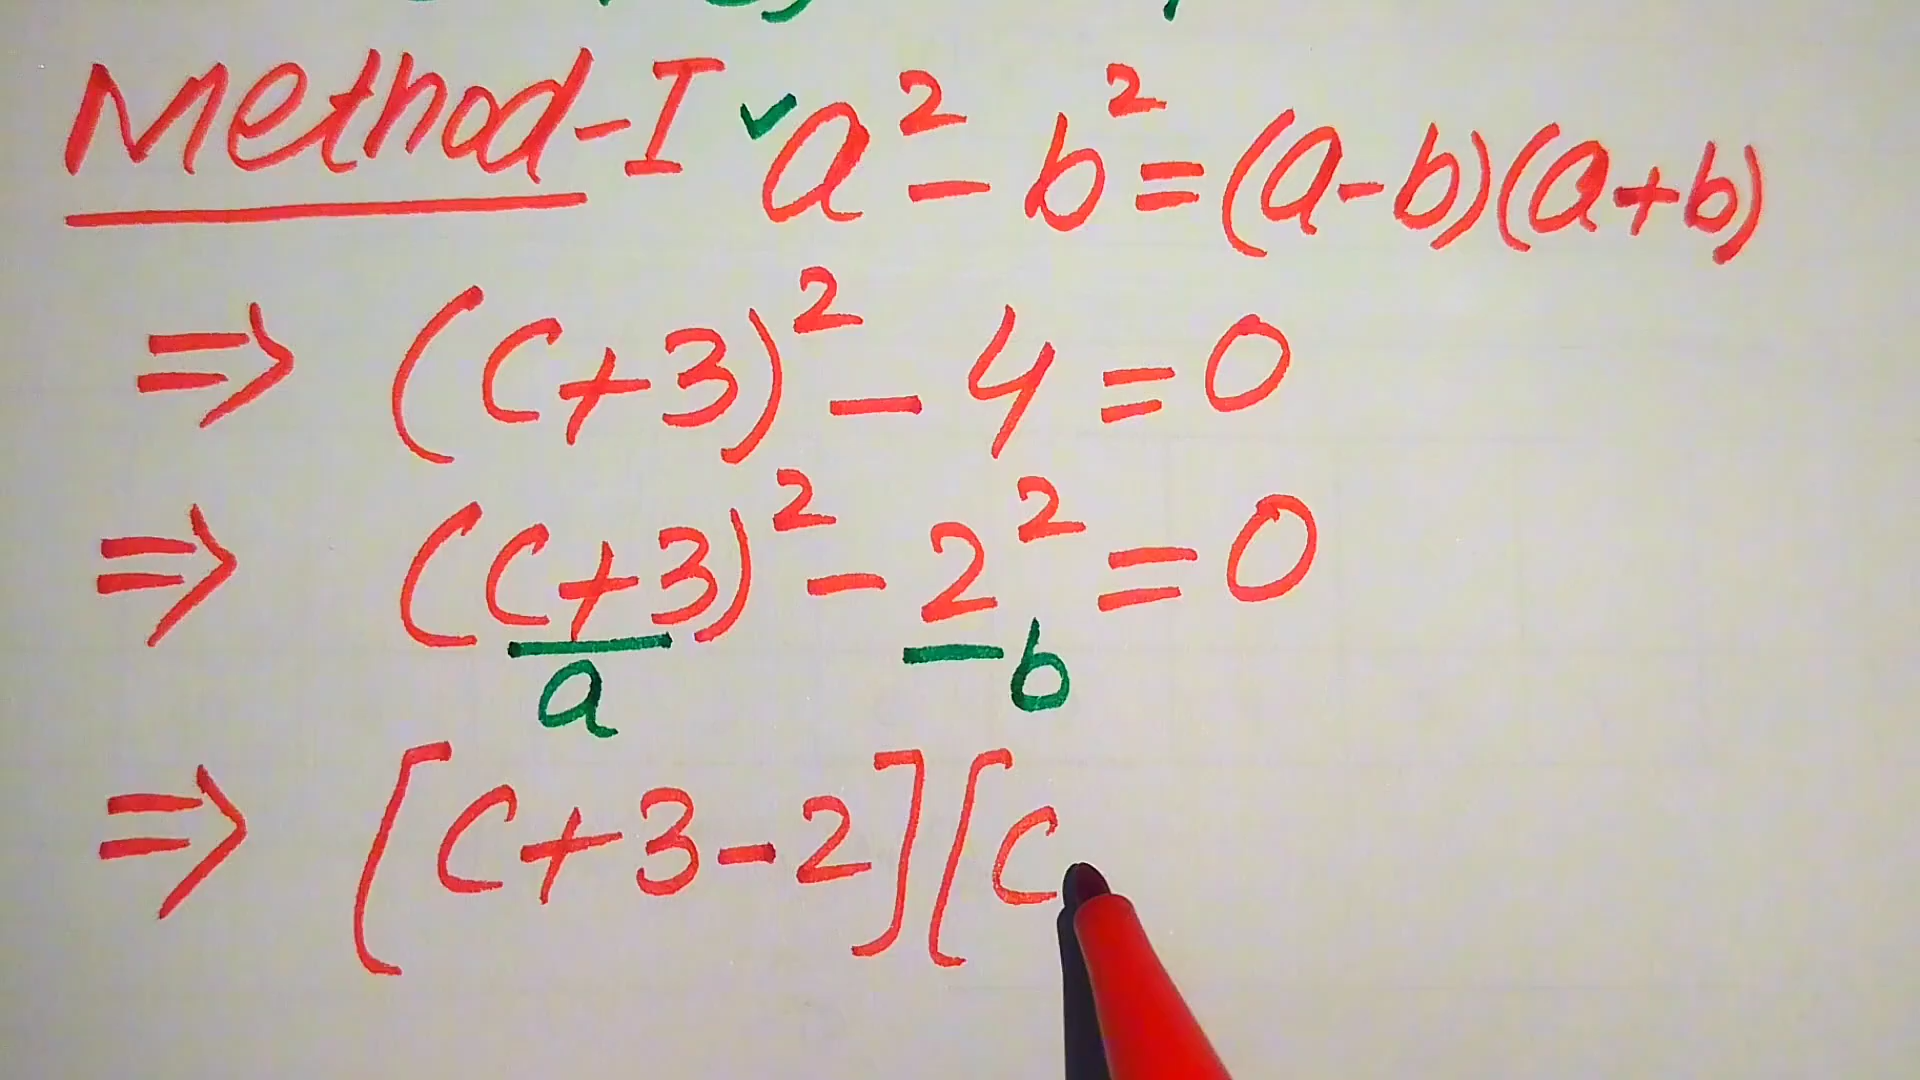 Method-I ✓ a² - b² = (a-b)(a+b)
⇒ (c+3)² - 4 = 0
⇒ (c+3)² - 2² = 0
a b
⇒ [c+3-2][c